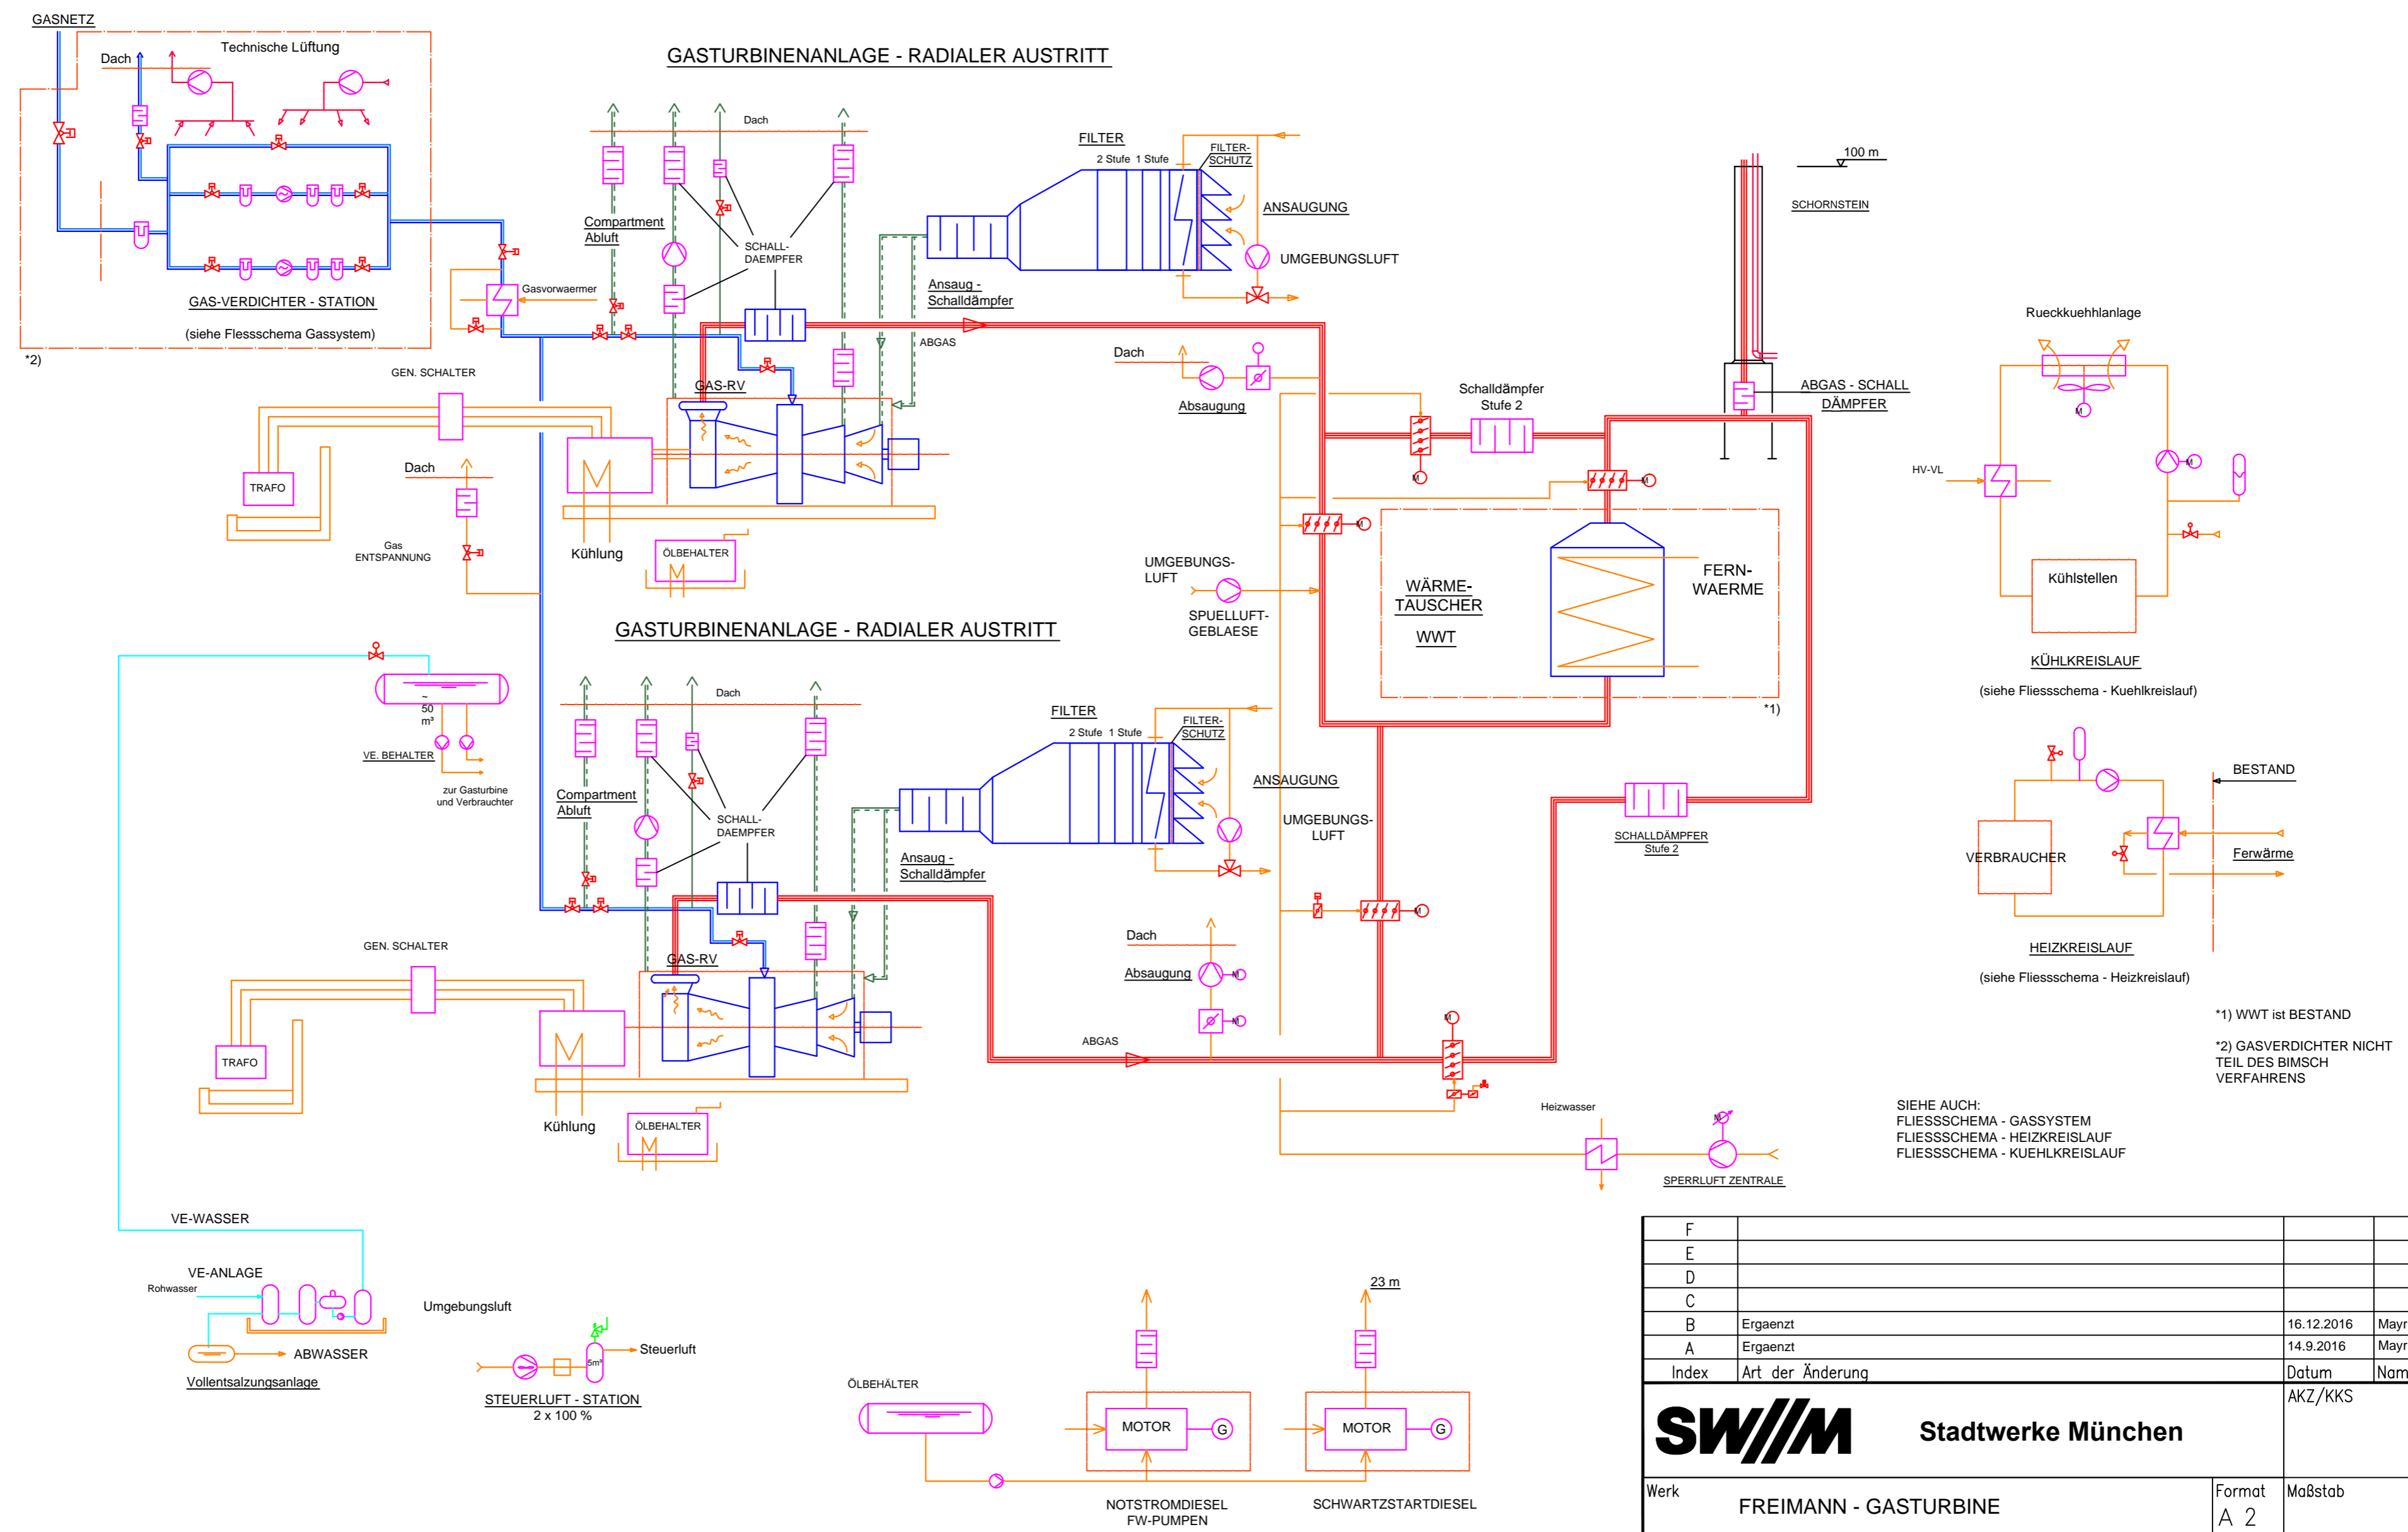 GASNETZ
Technische Lüftung
Dach
GAS-VERDICHTER - STATION
(siehe Flessschema Gassystem)
*2)
GASTURBINENANLAGE - RADIALER AUSTRITT
Dach
Compartment
Abluft
SCHALL-
DAEMPFER
Gasvorwaermer
GAS-RV
ABGAS
Ansaug -
Schalldämpfer
FILTER
2 Stufe 1 Stufe
FILTER-
SCHUTZ
ANSAUGUNG
UMGEBUNGSLUFT
GEN. SCHALTER
TRAFO
Dach
Gas
ENTSPANNUNG
Kühlung
ÖLBEHALTER
Dach
Absaugung
Schalldämpfer
Stufe 2
M
M
M
100 m
SCHORNSTEIN
ABGAS - SCHALL
DÄMPFER
UMGEBUNGS-
LUFT
SPUELLUFT-
GEBLAESE
WÄRME-
TAUSCHER
WWT
FERN-
WAERME
*1)
Rueckkuehhlanlage
M
M
HV-VL
Kühlstellen
KÜHLKREISLAUF
(siehe Fliessschema - Kuehlkreislauf)
GASTURBINENANLAGE - RADIALER AUSTRITT
Dach
Compartment
Abluft
SCHALL-
DAEMPFER
GAS-RV
Ansaug -
Schalldämpfer
FILTER
2 Stufe 1 Stufe
FILTER-
SCHUTZ
ANSAUGUNG
UMGEBUNGS-
LUFT
~
50
m³
VE. BEHALTER
zur Gasturbine
und Verbrauchter
GEN. SCHALTER
TRAFO
Kühlung
ÖLBEHALTER
ABGAS
Dach
Absaugung
M
M
M
M
SCHALLDÄMPFER
Stufe 2
BESTAND
VERBRAUCHER
Ferwärme
HEIZKREISLAUF
(siehe Fliessschema - Heizkreislauf)
*1) WWT ist BESTAND
*2) GASVERDICHTER NICHT
TEIL DES BIMSCH
VERFAHRENS
SIEHE AUCH:
FLIESSSCHEMA - GASSYSTEM
FLIESSSCHEMA - HEIZKREISLAUF
FLIESSSCHEMA - KUEHLKREISLAUF
Heizwasser
M
SPERRLUFT ZENTRALE
VE-WASSER
VE-ANLAGE
Rohwasser
ABWASSER
Vollentsalzungsanlage
Umgebungsluft
5m³
Steuerluft
STEUERLUFT - STATION
2 x 100 %
ÖLBEHÄLTER
MOTOR
G
NOTSTROMDIESEL
FW-PUMPEN
23 m
MOTOR
G
SCHWARTZSTARTDIESEL
F
E
D
C
B Ergaenzt 16.12.2016 Mayr
A Ergaenzt 14.9.2016 Mayr
Index Art der Änderung Datum Nam
SWM Stadtwerke München
AKZ/KKS
Werk FREIMANN - GASTURBINE
Format
A 2
Maßstab